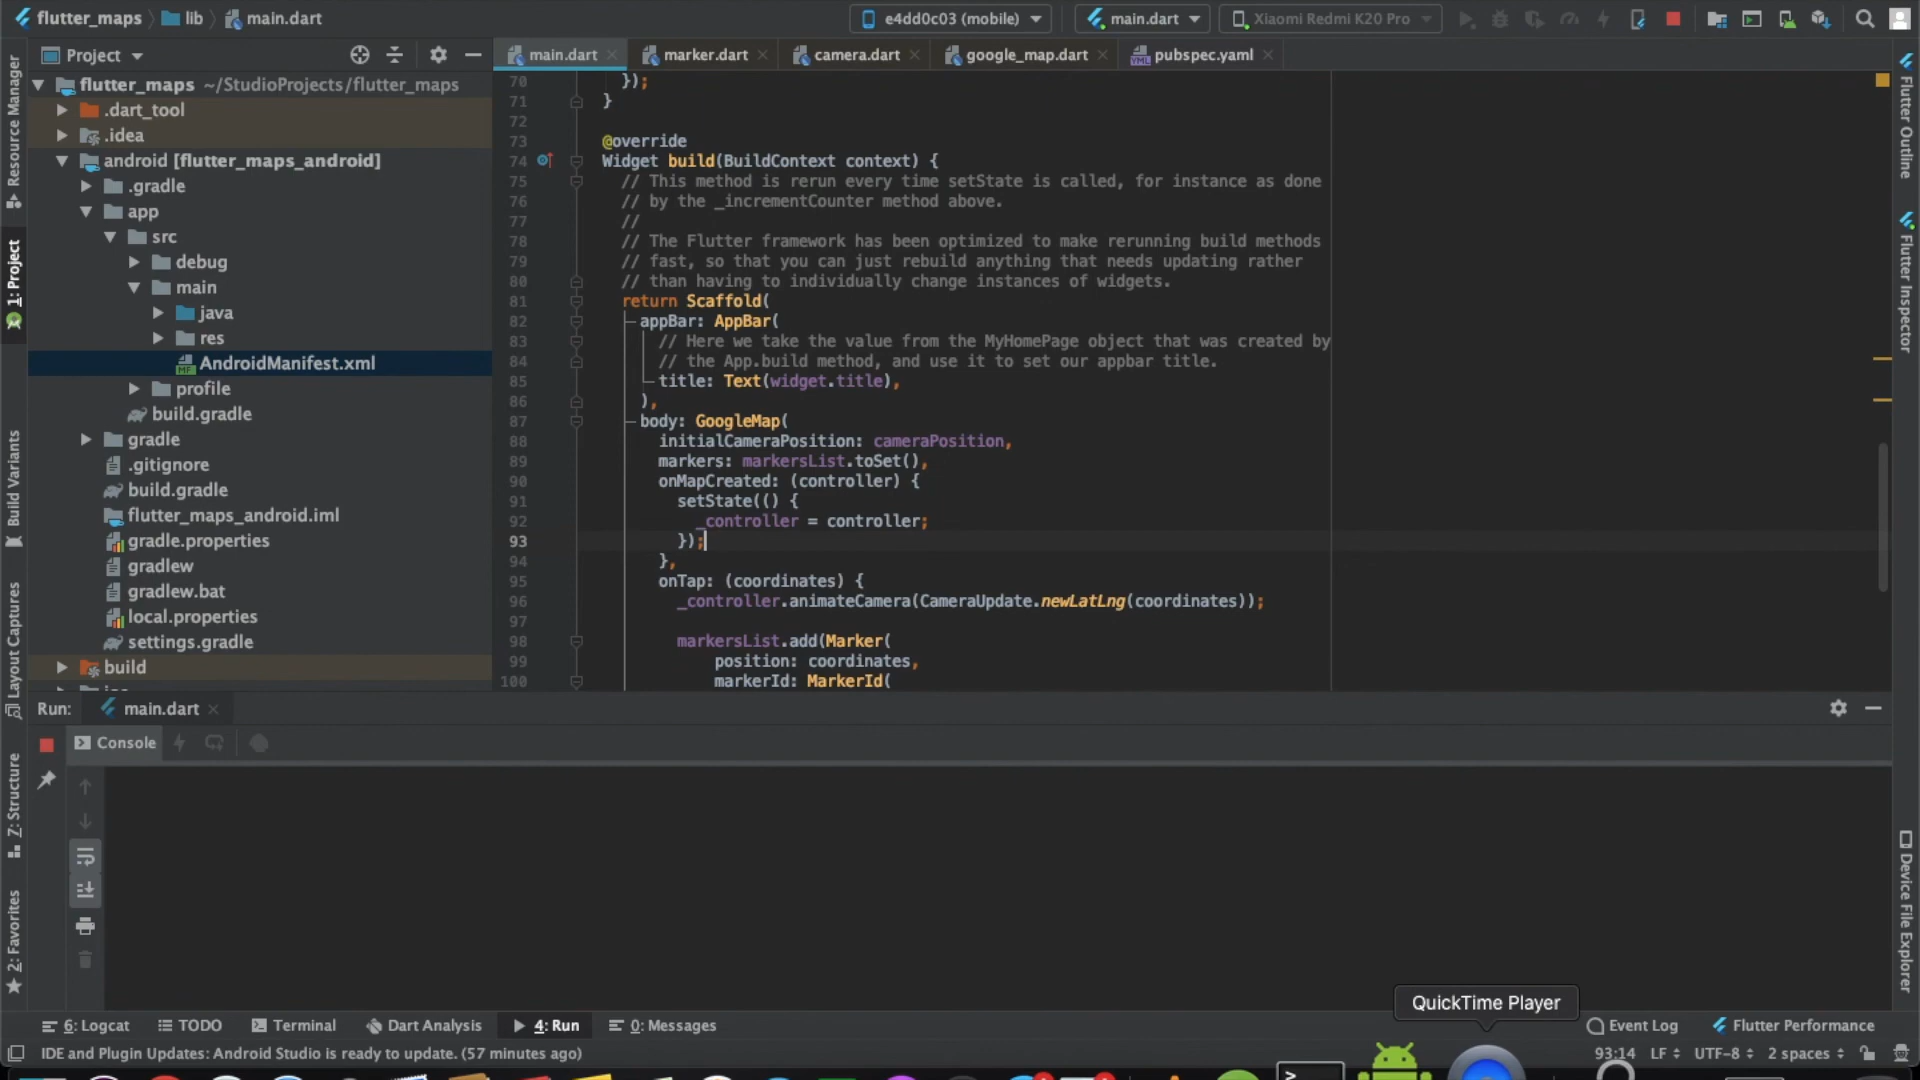 flutter_maps
lib
main.dart
e4dd0c03 (mobile)
main.dart
Xiaomi Redmi K20 Pro
Project
main.dart
marker.dart
camera.dart
google_map.dart
pubspec.yaml
flutter_maps ~/StudioProjects/flutter_maps
.dart_tool
.idea
android [flutter_maps_android]
.gradle
app
src
debug
main
java
res
AndroidManifest.xml
profile
build.gradle
gradle
.gitignore
build.gradle
flutter_maps_android.iml
gradle.properties
gradlew
gradlew.bat
local.properties
settings.gradle
build
Resource Manager
1: Project
Build Variants
Layout Captures
Z: Structure
2: Favorites
70 });
71 }
72
73 @override
74 Widget build(BuildContext context) {
75 // This method is rerun every time setState is called, for instance as done
76 // by the _incrementCounter method above.
77 //
78 // The Flutter framework has been optimized to make rerunning build methods
79 // fast, so that you can just rebuild anything that needs updating rather
80 // than having to individually change instances of widgets.
81 return Scaffold(
82 appBar: AppBar(
83 // Here we take the value from the MyHomePage object that was created by
84 // the App.build method, and use it to set our appbar title.
85 title: Text(widget.title),
86 ),
87 body: GoogleMap(
88 initialCameraPosition: cameraPosition,
89 markers: markersList.toSet(),
90 onMapCreated: (controller) {
91 setState(() {
92 _controller = controller;
93 });
94 },
95 onTap: (coordinates) {
96 _controller.animateCamera(CameraUpdate.newLatLng(coordinates));
97
98 markersList.add(Marker(
99 position: coordinates,
100 markerId: MarkerId(
Flutter Outline
Flutter Inspector
Device File Explorer
Run: main.dart
Console
QuickTime Player
6: Logcat
TODO
Terminal
Dart Analysis
4: Run
0: Messages
Event Log
Flutter Performance
IDE and Plugin Updates: Android Studio is ready to update. (57 minutes ago)
93:14 LF UTF-8 2 spaces